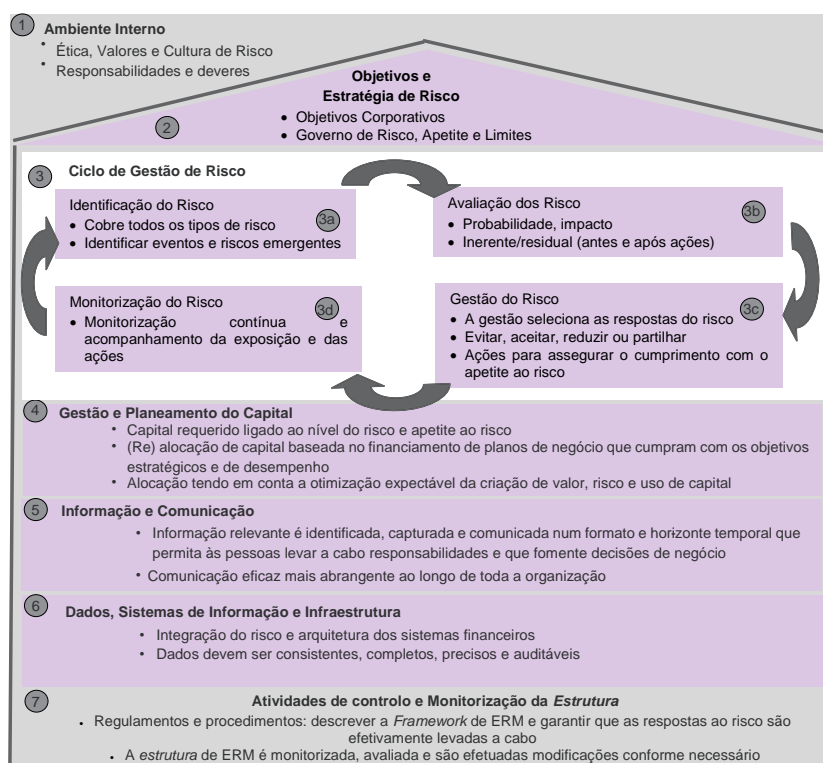 1 Ambiente Interno
• Ética, Valores e Cultura de Risco
• Responsabilidades e deveres
Objetivos e
Estratégia de Risco
2
• Objetivos Corporativos
• Governo de Risco, Apetite e Limites
3 Ciclo de Gestão de Risco
Identificação do Risco
3a
• Cobre todos os tipos de risco
• Identificar eventos e riscos emergentes
Avaliação dos Risco
3b
• Probabilidade, impacto
• Inerente/residual (antes e após ações)
Monitorização do Risco
3d
• Monitorização contínua e
acompanhamento da exposição e das
ações
Gestão do Risco
3c
• A gestão seleciona as respostas do risco
• Evitar, aceitar, reduzir ou partilhar
• Ações para assegurar o cumprimento com o
apetite ao risco
4 Gestão e Planeamento do Capital
• Capital requerido ligado ao nível do risco e apetite ao risco
• (Re) alocação de capital baseada no financiamento de planos de negócio que cumpram com os objetivos
estratégicos e de desempenho
• Alocação tendo em conta a otimização expectável da criação de valor, risco e uso de capital
5 Informação e Comunicação
• Informação relevante é identificada, capturada e comunicada num formato e horizonte temporal que
permita às pessoas levar a cabo responsabilidades e que fomente decisões de negócio
• Comunicação eficaz mais abrangente ao longo de toda a organização
6 Dados, Sistemas de Informação e Infraestrutura
• Integração do risco e arquitetura dos sistemas financeiros
• Dados devem ser consistentes, completos, precisos e auditáveis
7 Atividades de controlo e Monitorização da Estrutura
• Regulamentos e procedimentos: descrever a Framework de ERM e garantir que as respostas ao risco são
efetivamente levadas a cabo
• A estrutura de ERM é monitorizada, avaliada e são efetuadas modificações conforme necessário